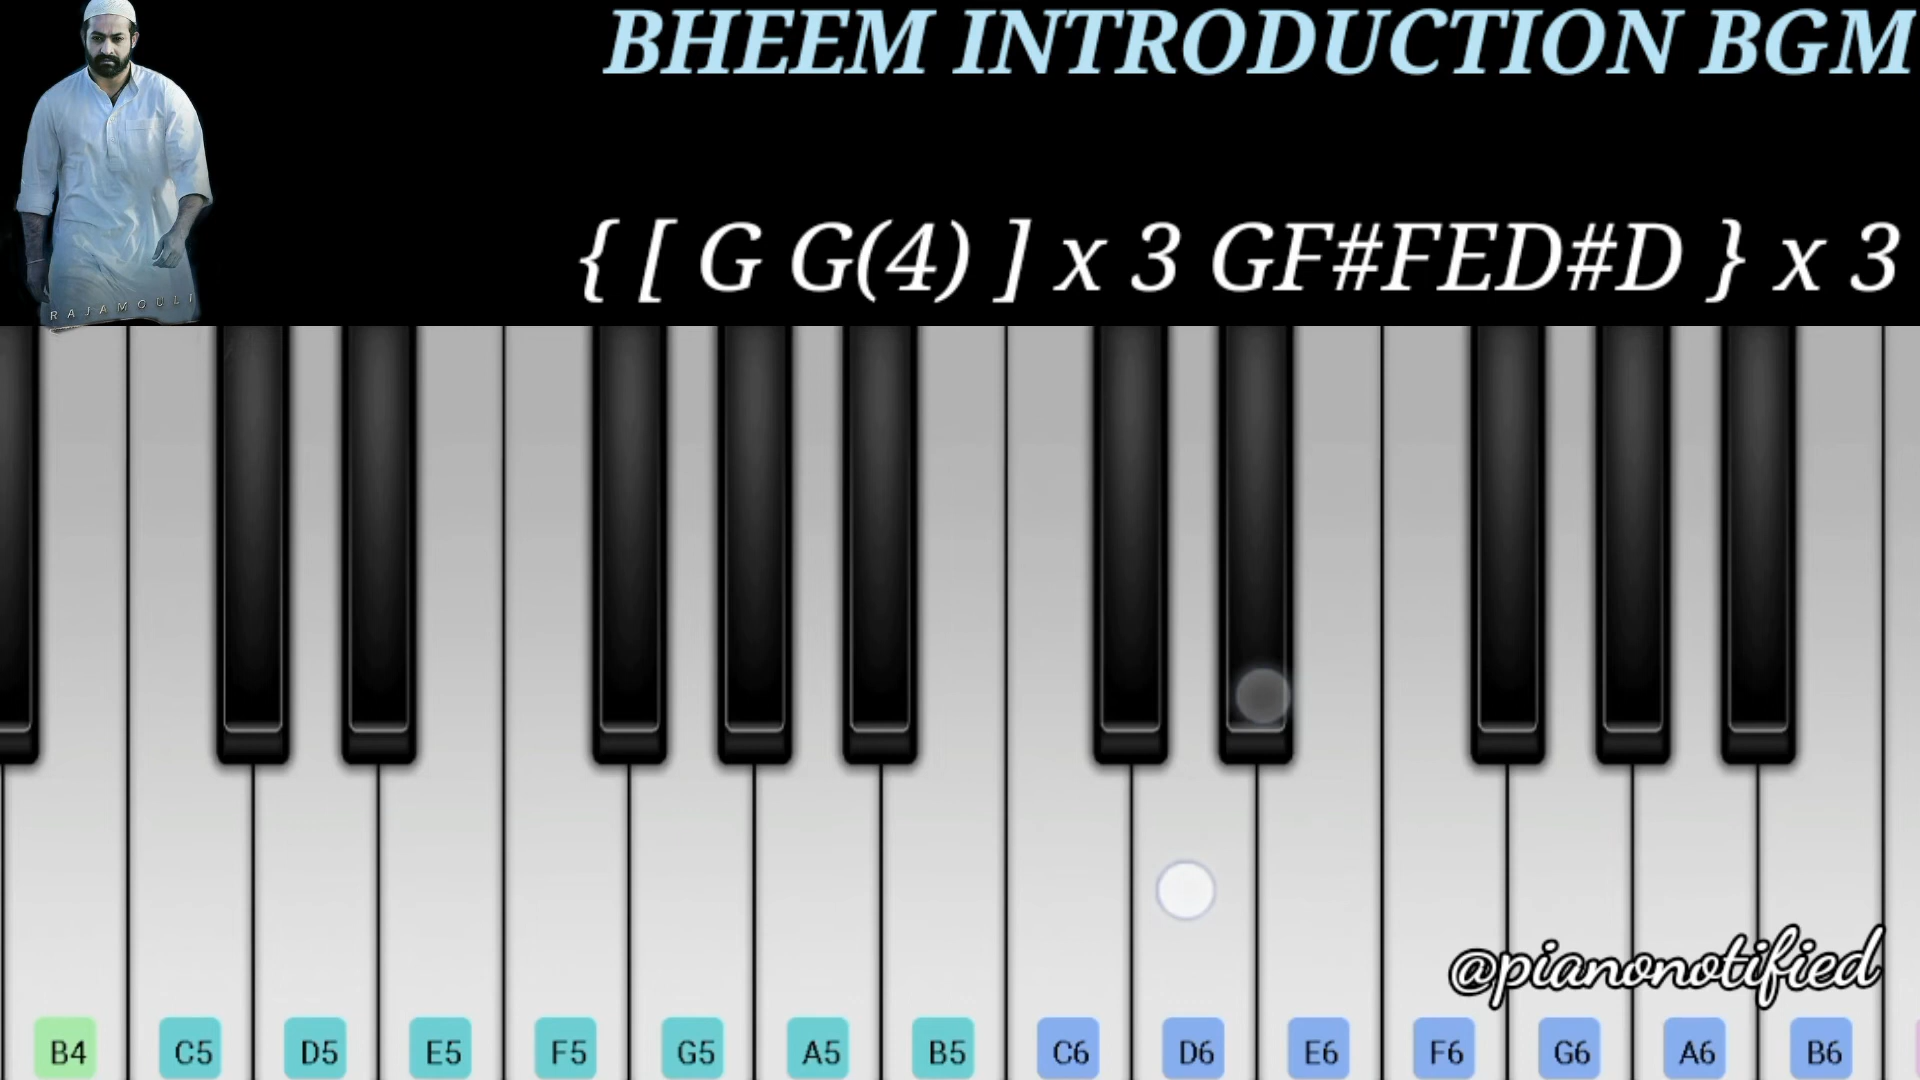 BHEEM INTRODUCTION BGM
{ [ G G(4) ] x 3 GF#FED#D } x 3
RAJAMOULI
@pianonotified
B4 C5 D5 E5 F5 G5 A5 B5 C6 D6 E6 F6 G6 A6 B6